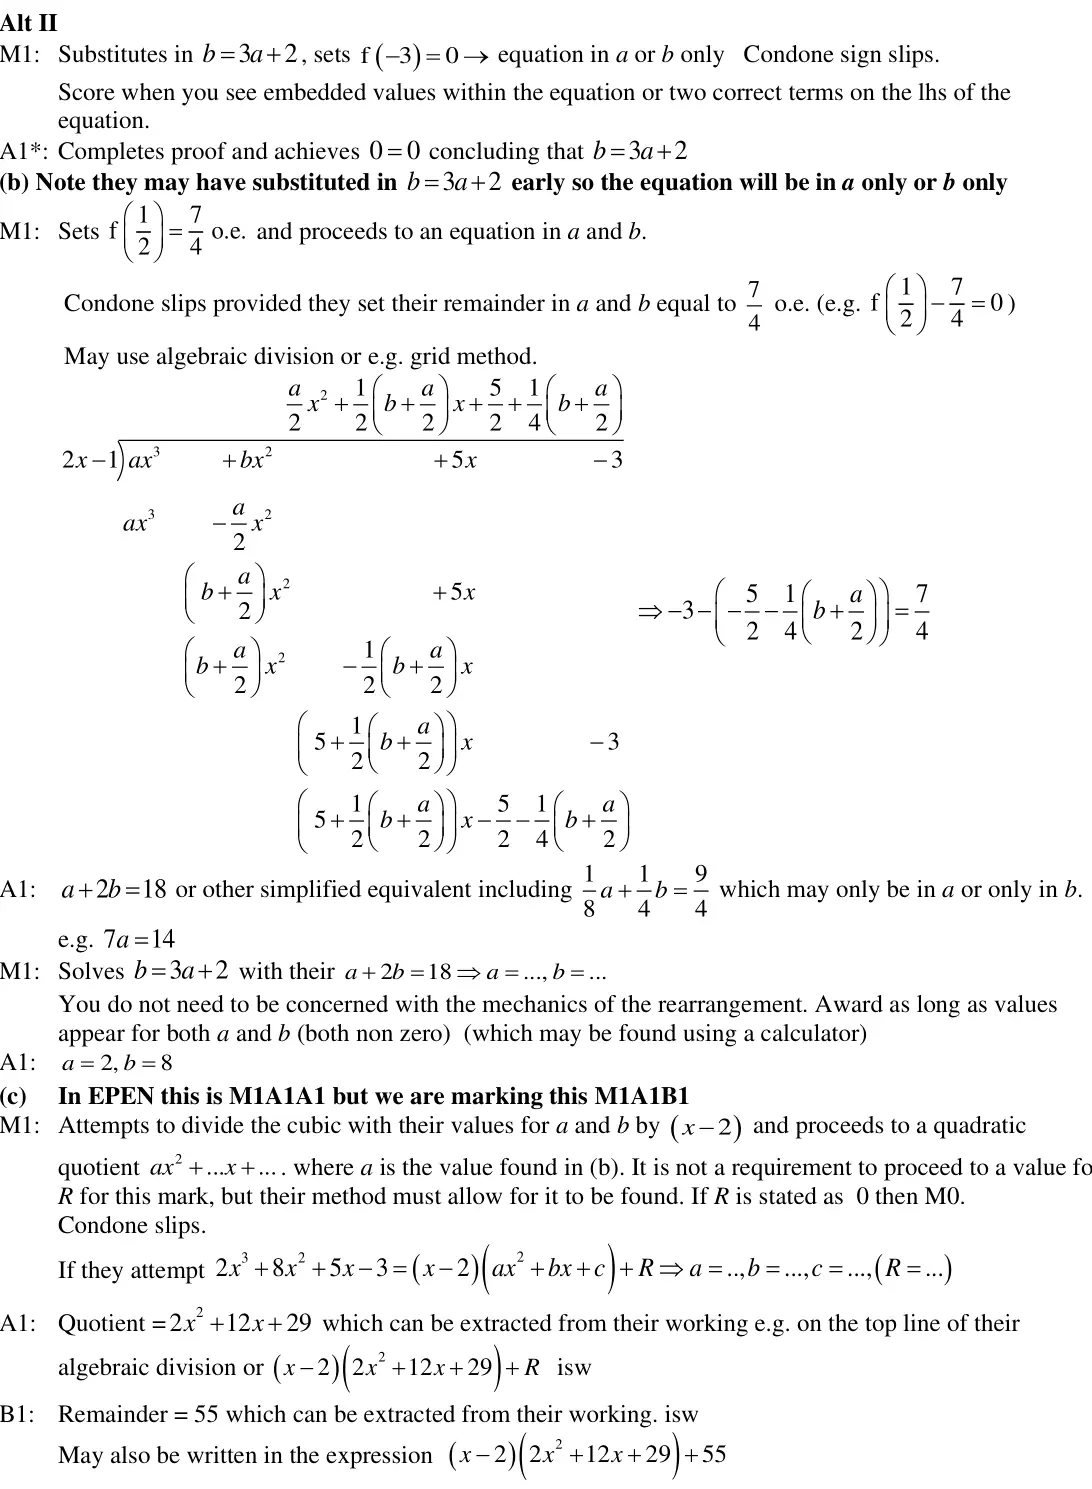 Alt II
M1: Substitutes in b = 3a + 2, sets f(−3) = 0 → equation in a or b only Condone sign slips.
Score when you see embedded values within the equation or two correct terms on the lhs of the
equation.
A1*: Completes proof and achieves 0 = 0 concluding that b = 3a + 2
(b) Note they may have substituted in b = 3a + 2 early so the equation will be in a only or b only
M1: Sets f(1/2) = 7/4 o.e. and proceeds to an equation in a and b.
Condone slips provided they set their remainder in a and b equal to 7/4 o.e. (e.g. f(1/2) − 7/4 = 0)
May use algebraic division or e.g. grid method.
a/2 x² + 1/2(b + a/2)x + 5/2 + 1/4(b + a/2)
2x − 1)ax³ + bx² + 5x − 3
ax³ − a/2 x²
(b + a/2)x² + 5x
⇒ −3 − (−5/2 − 1/4(b + a/2)) = 7/4
(b + a/2)x² − 1/2(b + a/2)x
(5 + 1/2(b + a/2))x − 3
(5 + 1/2(b + a/2))x − 5/2 − 1/4(b + a/2)
A1: a + 2b = 18 or other simplified equivalent including 1/8 a + 1/4 b = 9/4 which may only be in a or only in b.
e.g. 7a = 14
M1: Solves b = 3a + 2 with their a + 2b = 18 ⇒ a = ..., b = ...
You do not need to be concerned with the mechanics of the rearrangement. Award as long as values
appear for both a and b (both non zero) (which may be found using a calculator)
A1: a = 2, b = 8
(c) In EPEN this is M1A1A1 but we are marking this M1A1B1
M1: Attempts to divide the cubic with their values for a and b by (x − 2) and proceeds to a quadratic
quotient ax² + ...x + .... where a is the value found in (b). It is not a requirement to proceed to a value fo
R for this mark, but their method must allow for it to be found. If R is stated as 0 then M0.
Condone slips.
If they attempt 2x³ + 8x² + 5x − 3 = (x − 2)(ax² + bx + c) + R ⇒ a = .., b = ..., c = ..., (R = ...)
A1: Quotient = 2x² + 12x + 29 which can be extracted from their working e.g. on the top line of their
algebraic division or (x − 2)(2x² + 12x + 29) + R isw
B1: Remainder = 55 which can be extracted from their working. isw
May also be written in the expression (x − 2)(2x² + 12x + 29) + 55